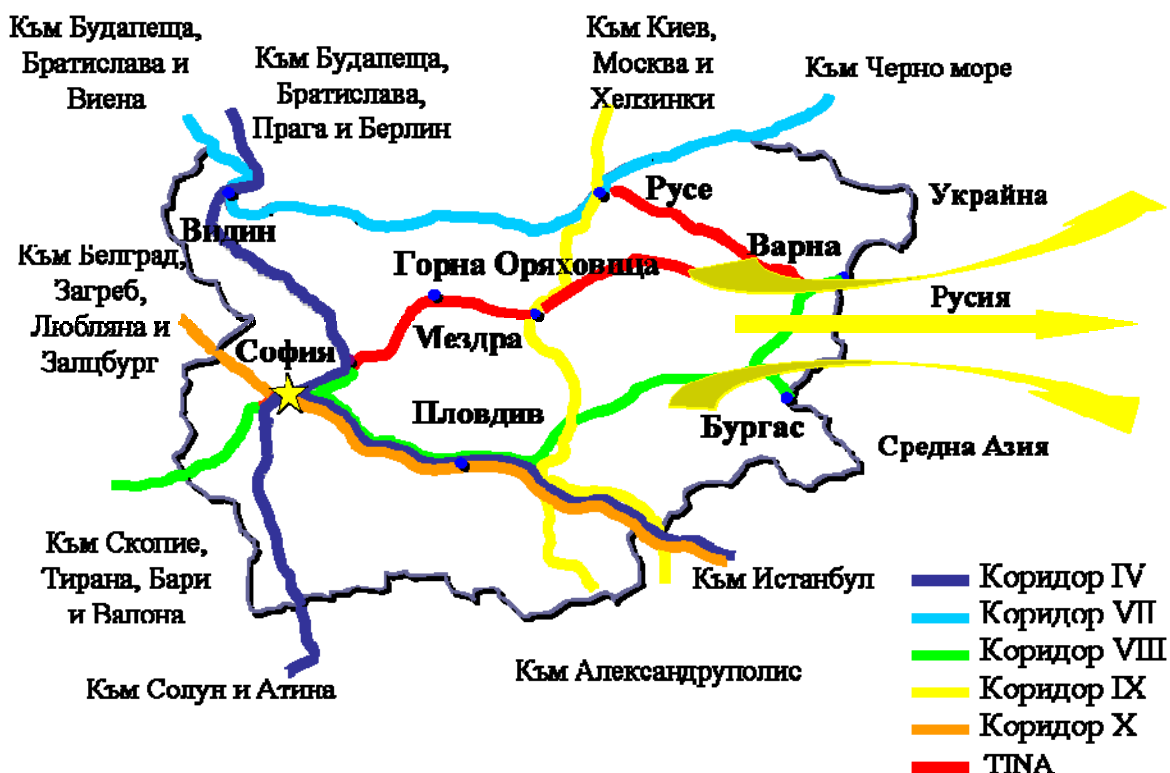 Към Будапеща,
Братислава и
Виена
Към Будапеща,
Братислава,
Прага и Берлин
Към Киев,
Москва и
Хелзинки
Към Черно море
Русе
Украйна
Видин
Варна
Към Белград,
Загреб,
Любляна и
Залцбург
Горна Оряховица
Русия
Мездра
София
Пловдив
Бургас
Средна Азия
Към Скопие,
Тирана, Бари
и Валона
Към Истанбул
Към Солун и Атина
Към Александруполис
Коридор IV
Коридор VII
Коридор VIII
Коридор IX
Коридор X
TINA